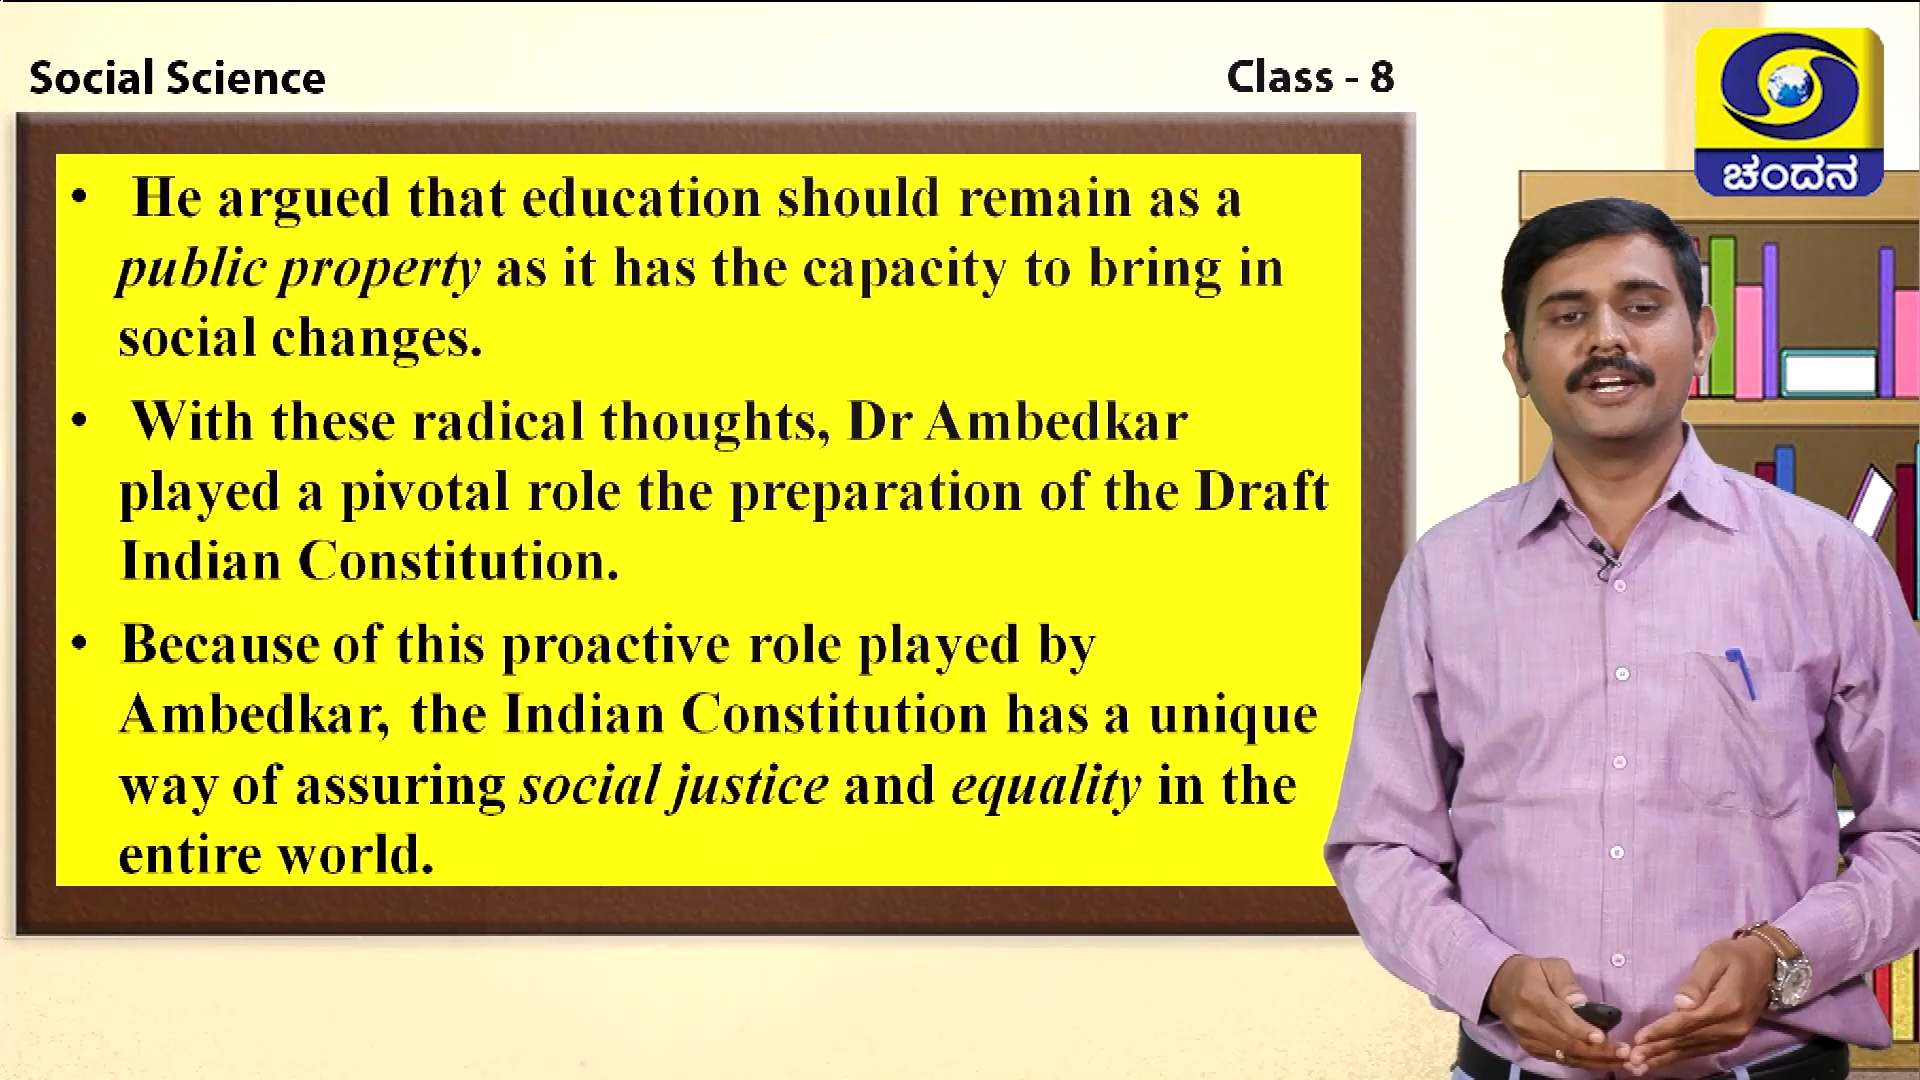 Social Science
Class - 8
ಚಂದನ
• He argued that education should remain as a
public property as it has the capacity to bring in
social changes.
• With these radical thoughts, Dr Ambedkar
played a pivotal role the preparation of the Draft
Indian Constitution.
• Because of this proactive role played by
Ambedkar, the Indian Constitution has a unique
way of assuring social justice and equality in the
entire world.